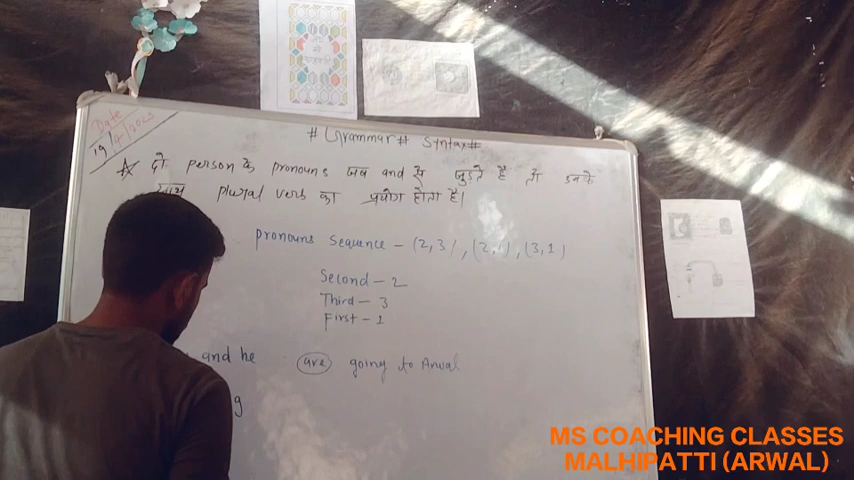 Date
19/4/2023
# Grammar # Syntax #
दो person के pronouns जब and से जुड़ते है तो उनके
साथ plural verb का प्रयोग होता है।
Pronouns sequence - (2,3), (2,1), (3,1)
Second - 2
Third - 3
First - 1
and he (are) going to Arwal
g
MS COACHING CLASSES
MALHIPATTI (ARWAL)